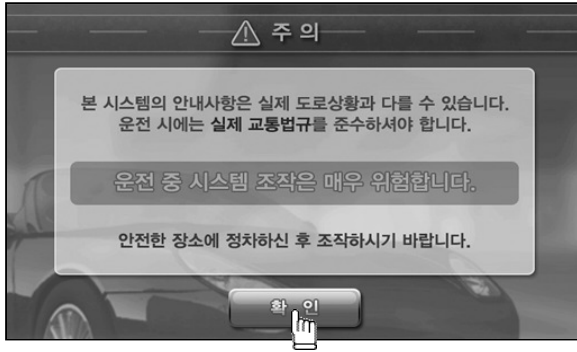 주 의
본 시스템의 안내사항은 실제 도로상황과 다를 수 있습니다.
운전 시에는 실제 교통법규를 준수하셔야 합니다.
운전 중 시스템 조작은 매우 위험합니다.
안전한 장소에 정차하신 후 조작하시기 바랍니다.
확 인